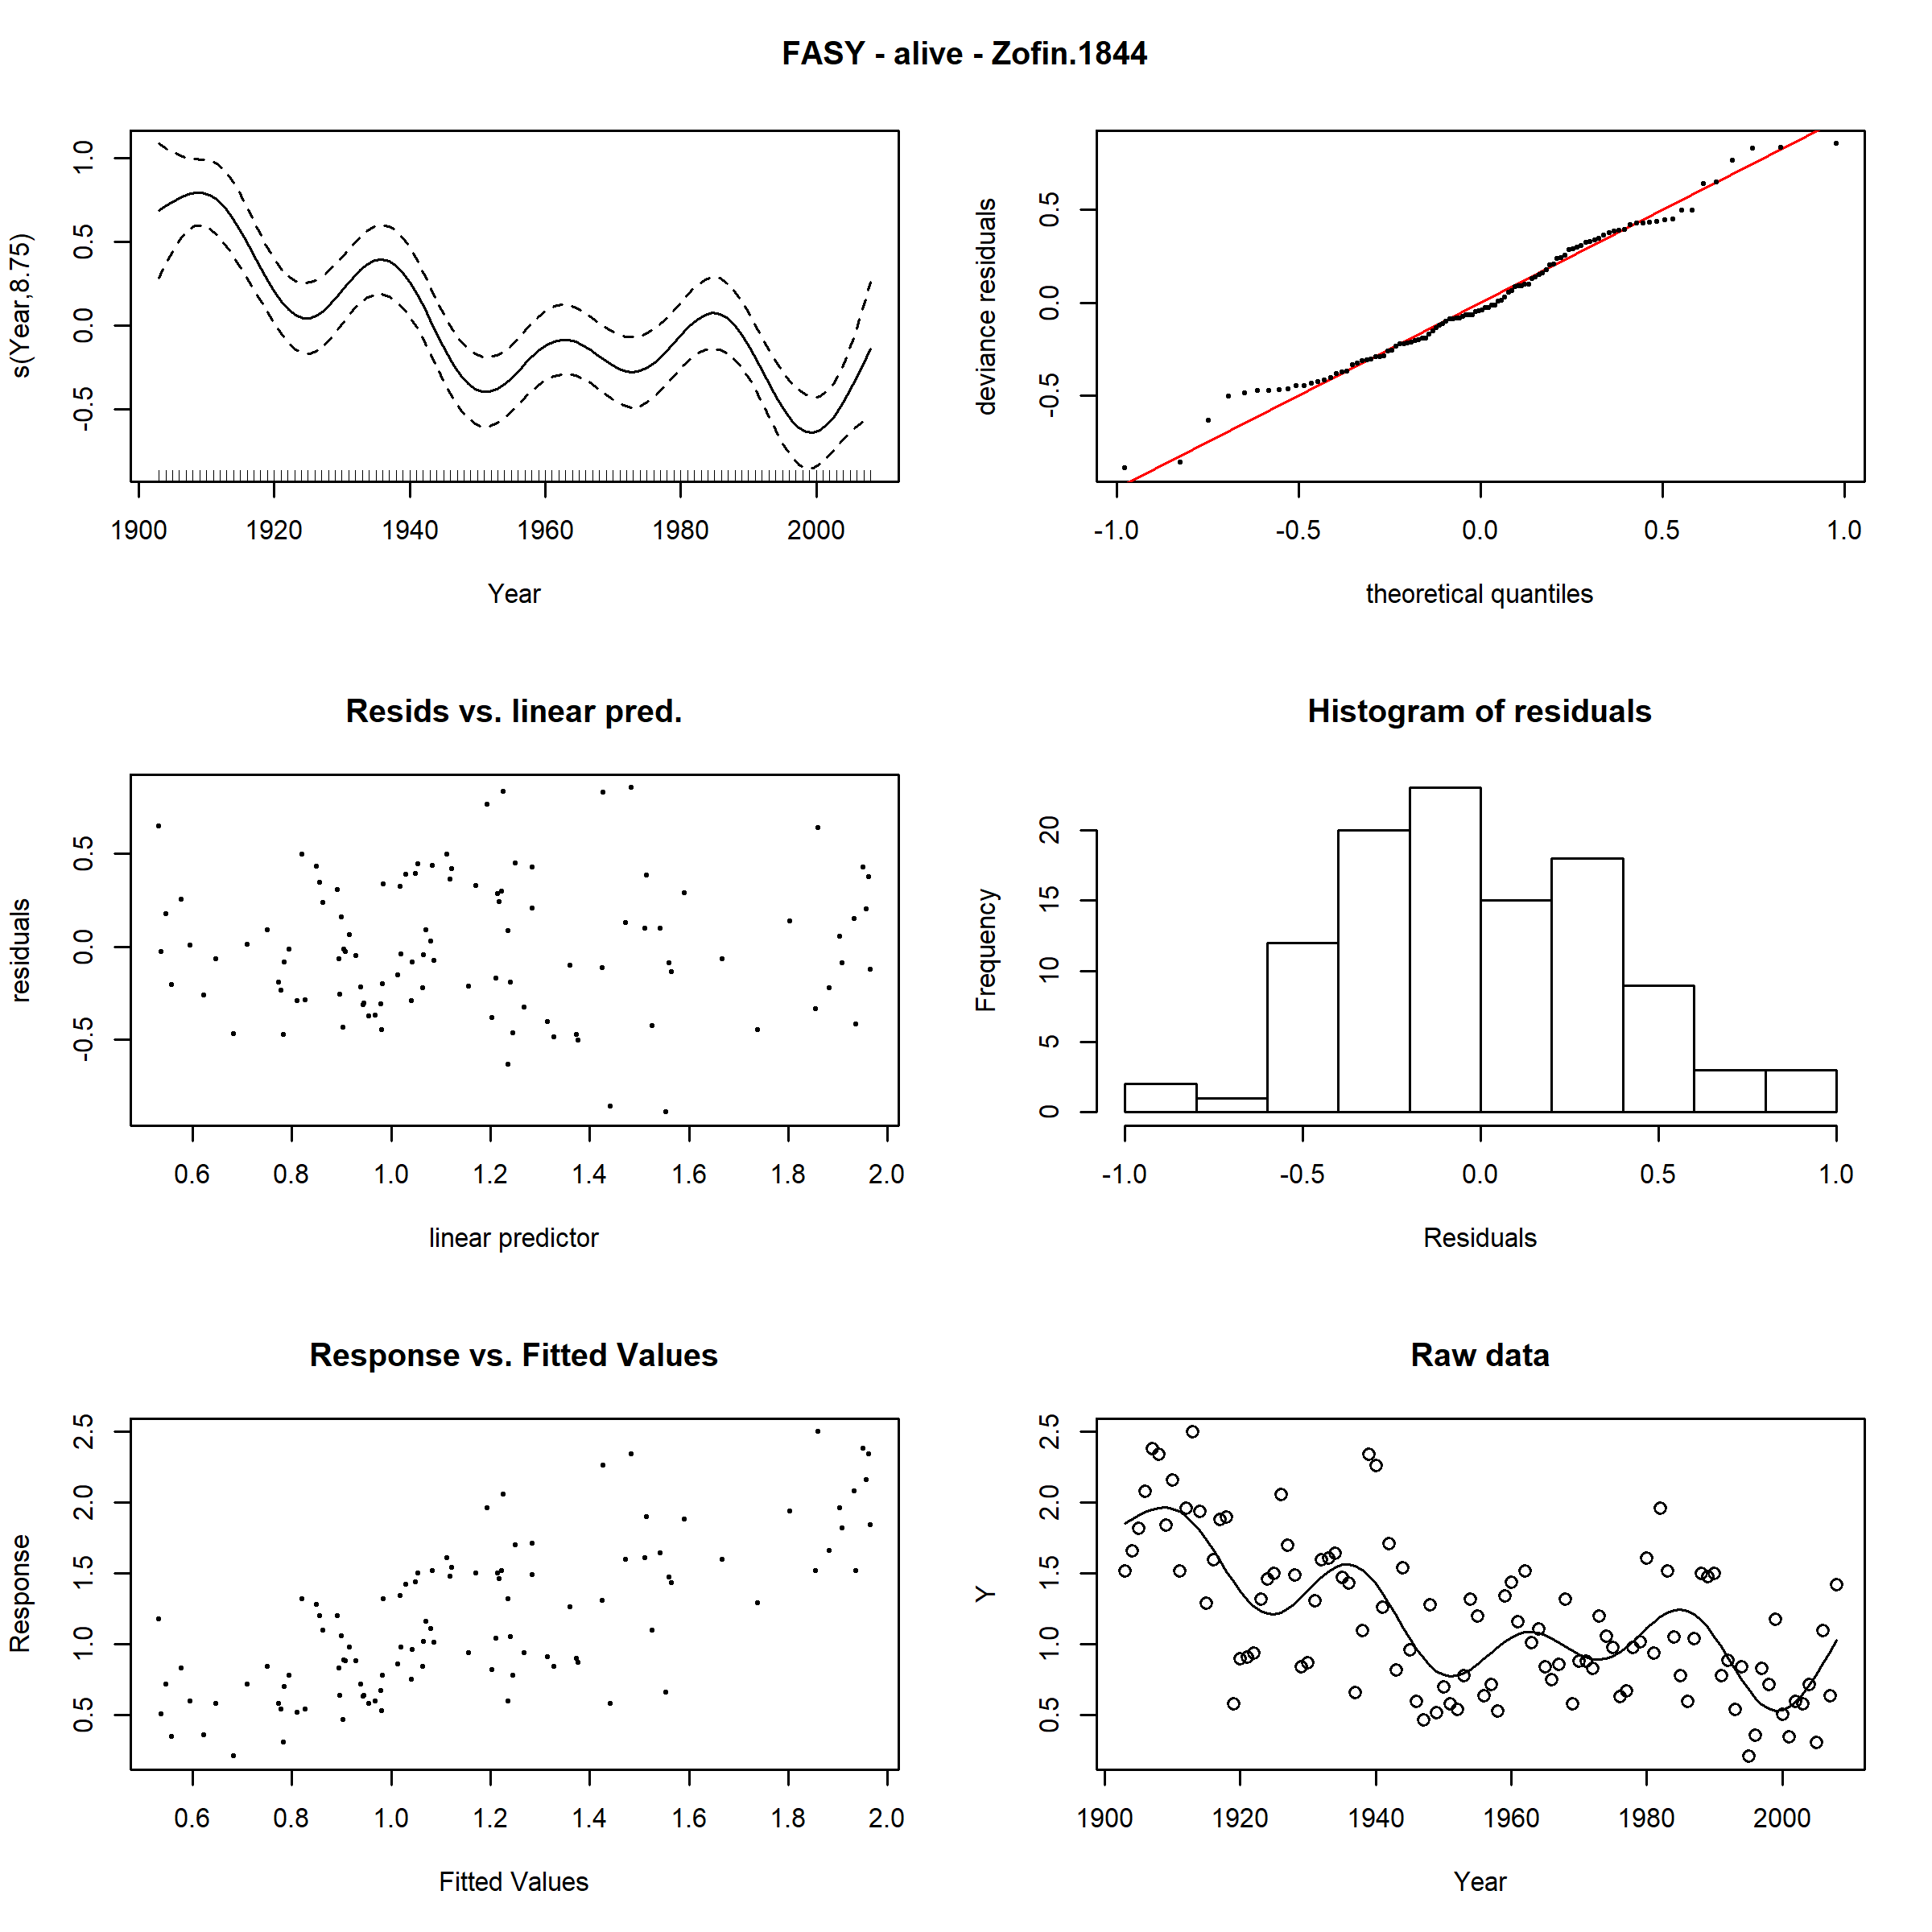 FASY - alive - Zofin.1844
s(Year,8.75)
1.0
0.5
0.0
-0.5
1900 1920 1940 1960 1980 2000
Year
deviance residuals
0.5
0.0
-0.5
-1.0 -0.5 0.0 0.5 1.0
theoretical quantiles
Resids vs. linear pred.
residuals
0.5
0.0
-0.5
0.6 0.8 1.0 1.2 1.4 1.6 1.8 2.0
linear predictor
Histogram of residuals
Frequency
20
15
10
5
0
-1.0 -0.5 0.0 0.5 1.0
Residuals
Response vs. Fitted Values
Response
2.5
2.0
1.5
1.0
0.5
0.6 0.8 1.0 1.2 1.4 1.6 1.8 2.0
Fitted Values
Raw data
Y
2.5
2.0
1.5
1.0
0.5
1900 1920 1940 1960 1980 2000
Year